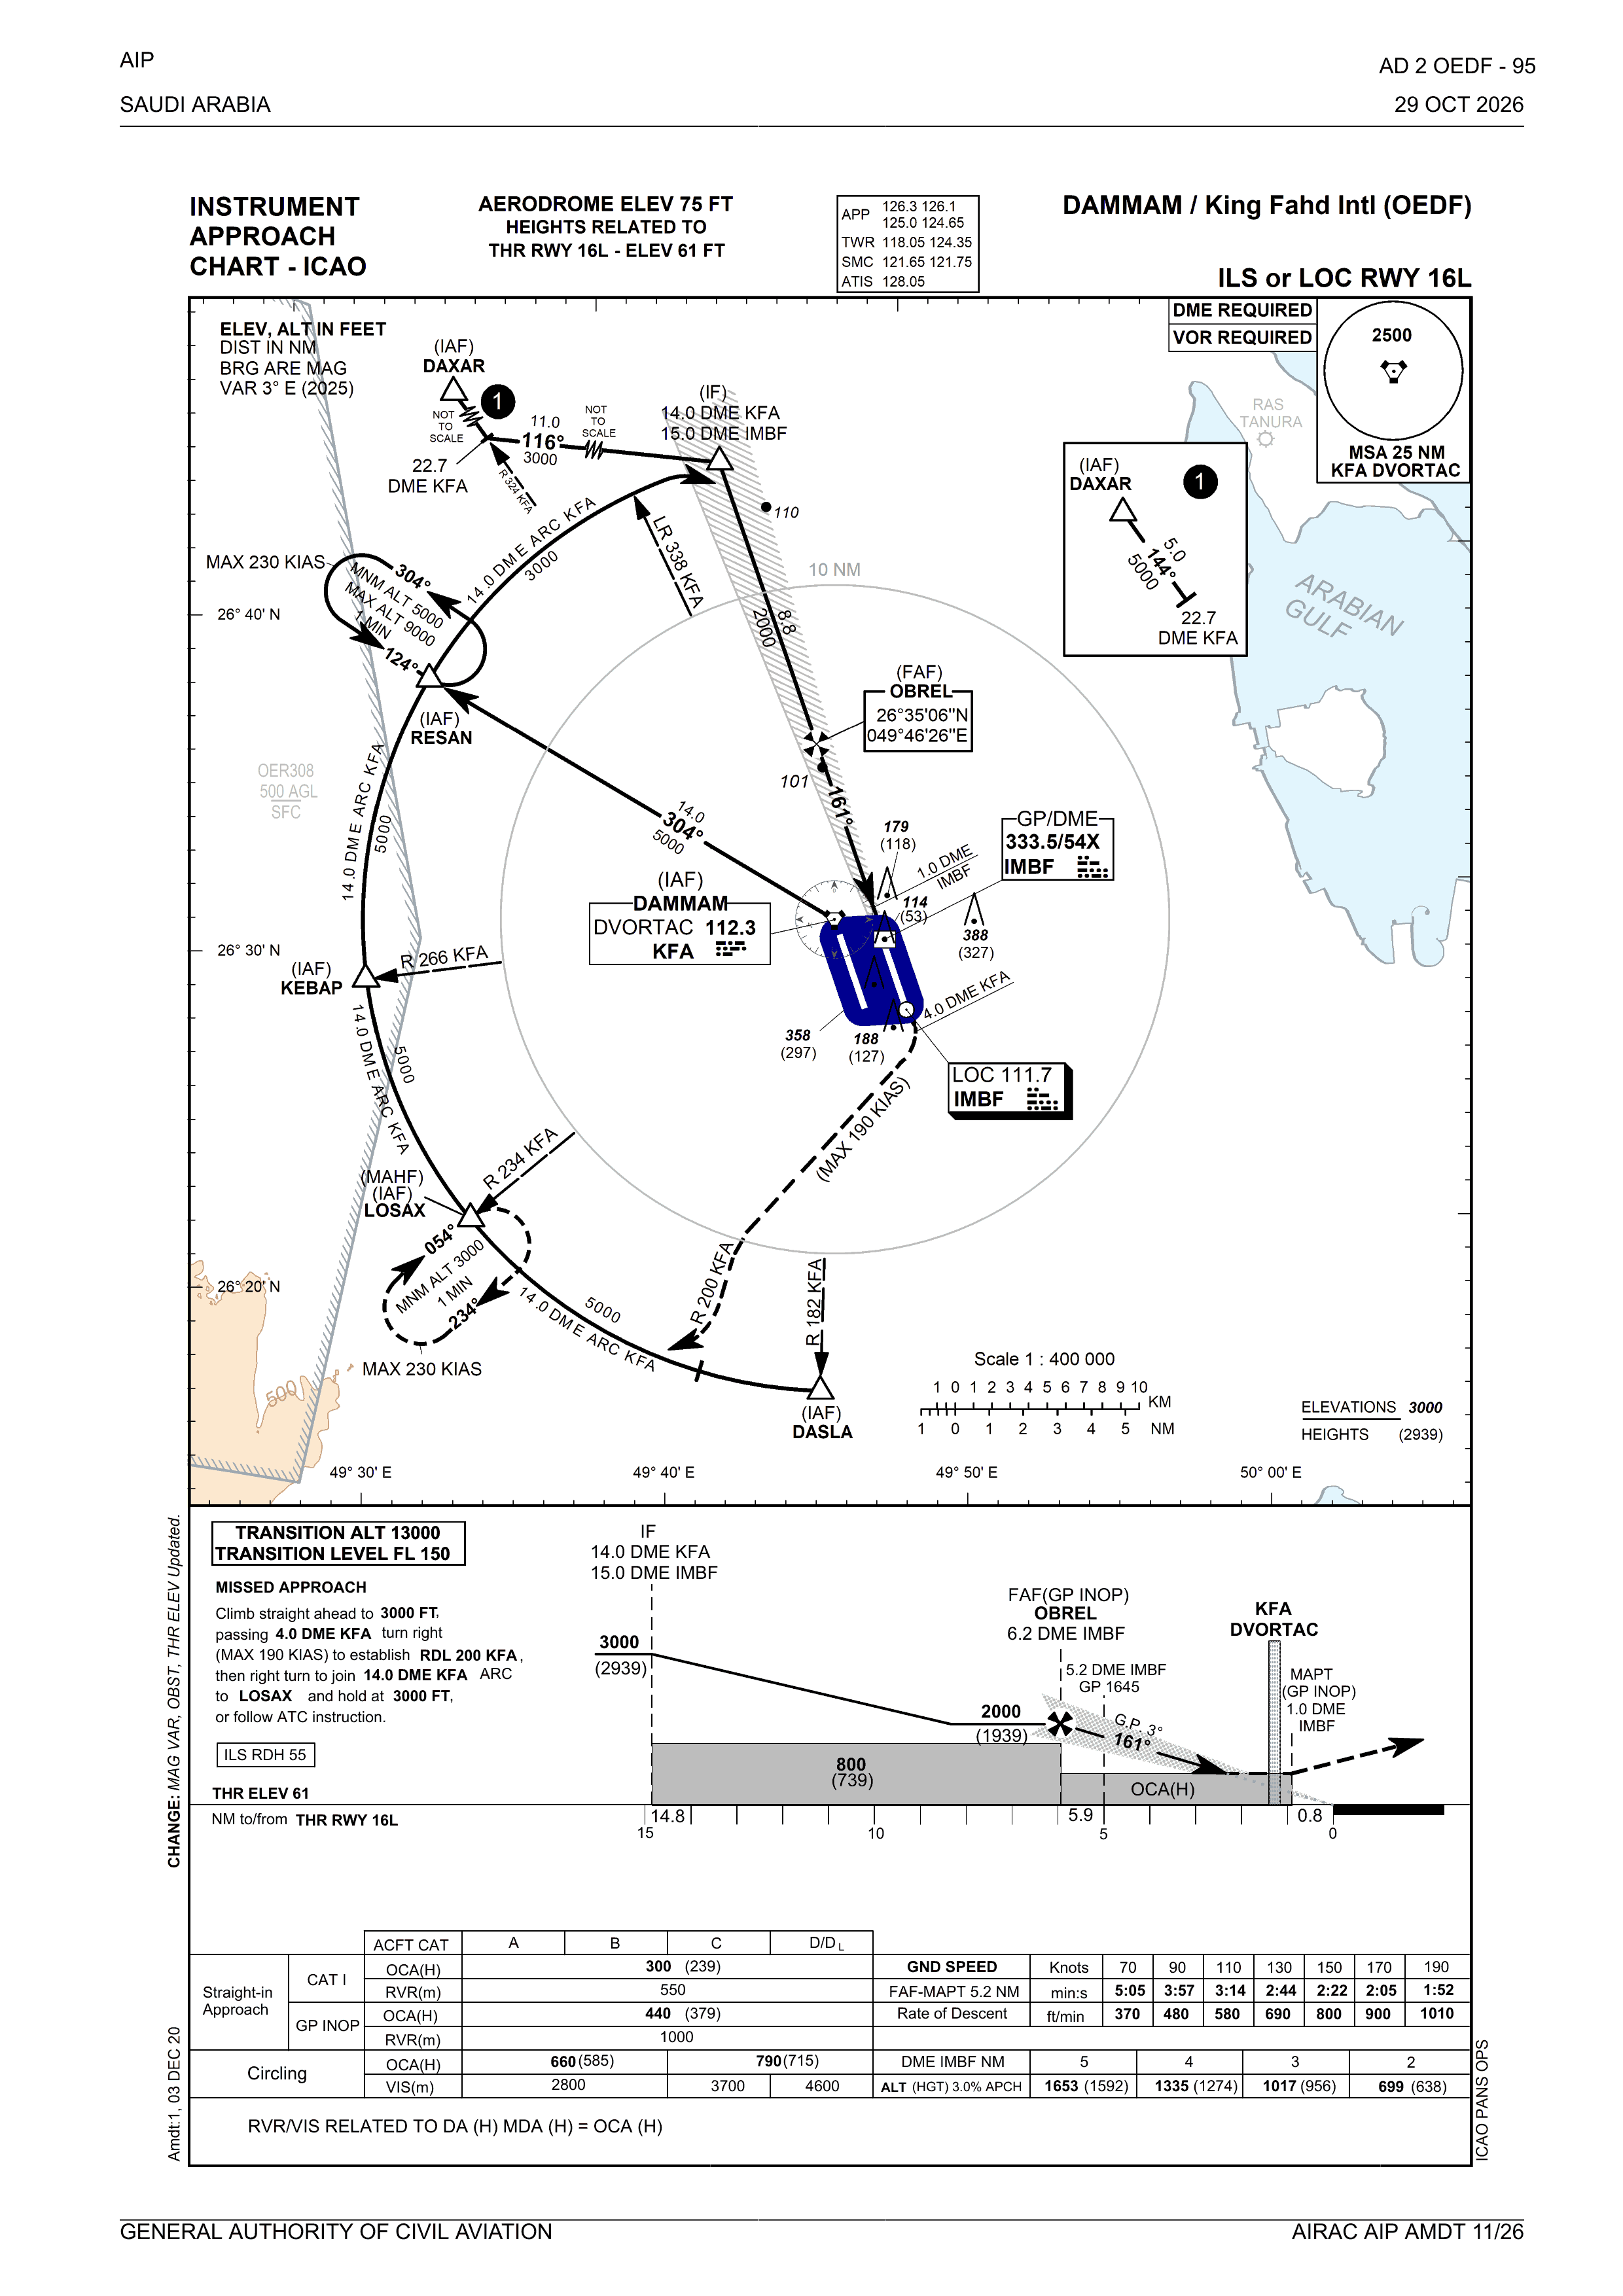 AIP
AD 2 OEDF - 95
SAUDI ARABIA
29 OCT 2026
INSTRUMENT
APPROACH
CHART - ICAO
AERODROME ELEV 75 FT
HEIGHTS RELATED TO
THR RWY 16L - ELEV 61 FT
APP 126.3 126.1
125.0 124.65
TWR 118.05 124.35
SMC 121.65 121.75
ATIS 128.05
DAMMAM / King Fahd Intl (OEDF)
ILS or LOC RWY 16L
ELEV, ALT IN FEET
DIST IN NM
BRG ARE MAG
VAR 3° E (2025)
DME REQUIRED
VOR REQUIRED
2500
MSA 25 NM
KFA DVORTAC
(IAF)
DAXAR
1
NOT
TO
SCALE
11.0
116°
3000
NOT
TO
SCALE
22.7
DME KFA
R 324 KFA
(IF)
14.0 DME KFA
15.0 DME IMBF
110
RAS
TANURA
(IAF)
DAXAR
1
5.0
144°
5000
22.7
DME KFA
ARABIAN
GULF
14.0 DME ARC KFA
3000
LR 338 KFA
10 NM
MAX 230 KIAS
304°
MNM ALT 5000
MAX ALT 9000
1 MIN
124°
26° 40' N
8.8
2000
(IAF)
RESAN
(FAF)
OBREL
26°35'06"N
049°46'26"E
101
161°
OER308
500 AGL
SFC
14.0 DME ARC KFA
5000
14.0
304°
5000
179
(118)
1.0 DME
IMBF
GP/DME
333.5/54X
IMBF
114
(53)
388
(327)
(IAF)
DAMMAM
DVORTAC 112.3
KFA
26° 30' N
(IAF)
KEBAP
R 266 KFA
4.0 DME KFA
358
(297)
188
(127)
LOC 111.7
IMBF
14.0 DME ARC KFA
5000
(MAX 190 KIAS)
R 234 KFA
(MAHF)
(IAF)
LOSAX
054°
MNM ALT 3000
1 MIN
234°
MAX 230 KIAS
26° 20' N
R 200 KFA
R 182 KFA
5000
14.0 DME ARC KFA
(IAF)
DASLA
500
Scale 1 : 400 000
1 0 1 2 3 4 5 6 7 8 9 10
KM
1 0 1 2 3 4 5 NM
ELEVATIONS 3000
HEIGHTS (2939)
49° 30' E
49° 40' E
49° 50' E
50° 00' E
TRANSITION ALT 13000
TRANSITION LEVEL FL 150
MISSED APPROACH
Climb straight ahead to 3000 FT,
passing 4.0 DME KFA turn right
(MAX 190 KIAS) to establish RDL 200 KFA,
then right turn to join 14.0 DME KFA ARC
to LOSAX and hold at 3000 FT,
or follow ATC instruction.
ILS RDH 55
THR ELEV 61
NM to/from THR RWY 16L
IF
14.0 DME KFA
15.0 DME IMBF
3000
(2939)
FAF(GP INOP)
OBREL
6.2 DME IMBF
KFA
DVORTAC
5.2 DME IMBF
GP 1645
MAPT
(GP INOP)
1.0 DME
IMBF
2000
(1939)
G.P. 3°
161°
800
(739)
OCA(H)
14.8
5.9
0.8
15
10
5
0
CHANGE: MAG VAR, OBST, THR ELEV Updated.
Amdt:1, 03 DEC 20
ICAO PANS OPS
ACFT CAT A B C D/DL
Straight-in
Approach
CAT I
OCA(H) 300 (239)
RVR(m) 550
GP INOP
OCA(H) 440 (379)
RVR(m) 1000
Circling
OCA(H) 660(585) 790(715)
VIS(m) 2800 3700 4600
GND SPEED Knots 70 90 110 130 150 170 190
FAF-MAPT 5.2 NM min:s 5:05 3:57 3:14 2:44 2:22 2:05 1:52
Rate of Descent ft/min 370 480 580 690 800 900 1010
DME IMBF NM 5 4 3 2
ALT (HGT) 3.0% APCH 1653 (1592) 1335 (1274) 1017 (956) 699 (638)
RVR/VIS RELATED TO DA (H) MDA (H) = OCA (H)
GENERAL AUTHORITY OF CIVIL AVIATION
AIRAC AIP AMDT 11/26